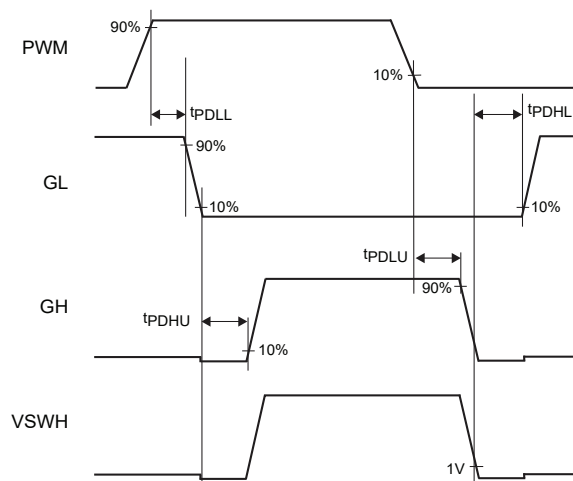 90%
PWM
10%
tPDLL
tPDHL
90%
GL
10%
10%
tPDLU
90%
GH
tPDHU
10%
VSWH
1V